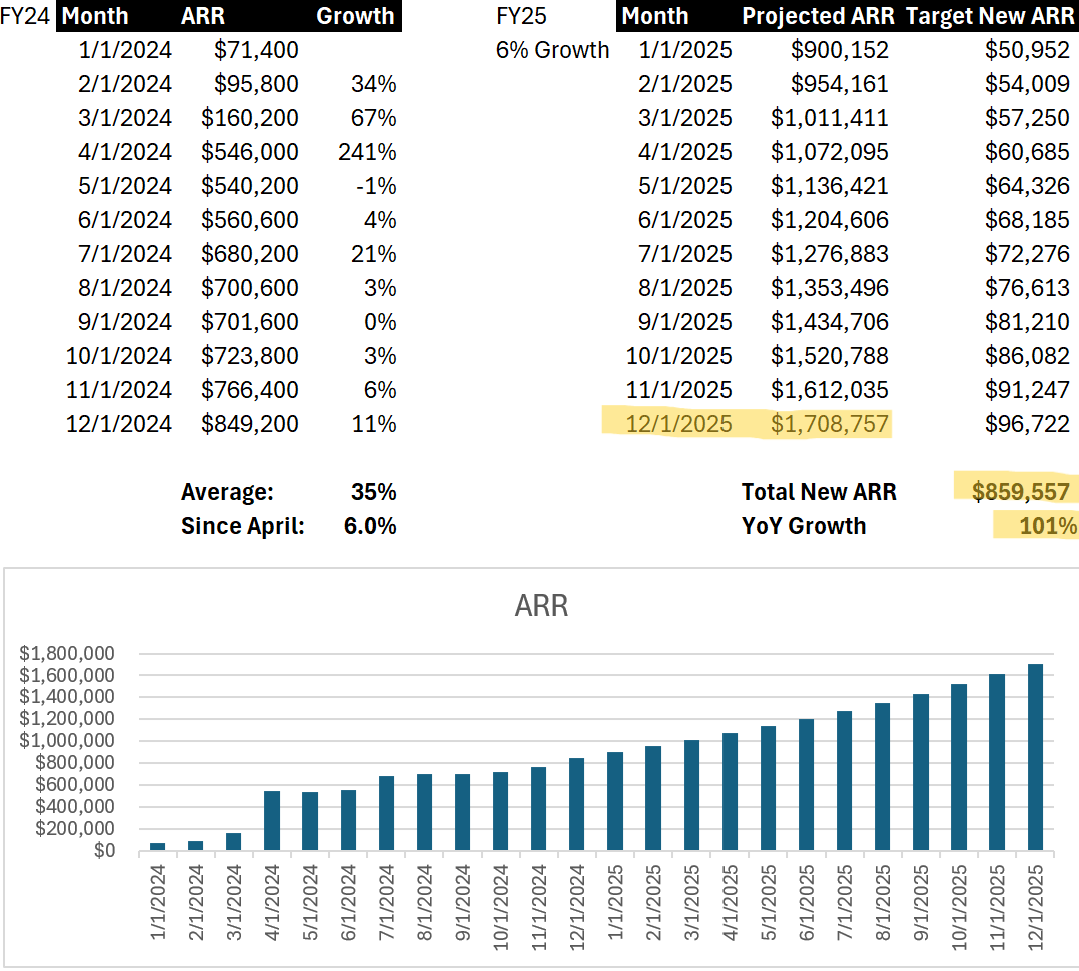 FY24 Month ARR Growth FY25 Month Projected ARR Target New ARR
1/1/2024 $71,400 6% Growth 1/1/2025 $900,152 $50,952
2/1/2024 $95,800 34% 2/1/2025 $954,161 $54,009
3/1/2024 $160,200 67% 3/1/2025 $1,011,411 $57,250
4/1/2024 $546,000 241% 4/1/2025 $1,072,095 $60,685
5/1/2024 $540,200 -1% 5/1/2025 $1,136,421 $64,326
6/1/2024 $560,600 4% 6/1/2025 $1,204,606 $68,185
7/1/2024 $680,200 21% 7/1/2025 $1,276,883 $72,276
8/1/2024 $700,600 3% 8/1/2025 $1,353,496 $76,613
9/1/2024 $701,600 0% 9/1/2025 $1,434,706 $81,210
10/1/2024 $723,800 3% 10/1/2025 $1,520,788 $86,082
11/1/2024 $766,400 6% 11/1/2025 $1,612,035 $91,247
12/1/2024 $849,200 11% 12/1/2025 $1,708,757 $96,722
Average: 35% Total New ARR $859,557
Since April: 6.0% YoY Growth 101%
ARR
$1,800,000
$1,600,000
$1,400,000
$1,200,000
$1,000,000
$800,000
$600,000
$400,000
$200,000
$0
1/1/2024
2/1/2024
3/1/2024
4/1/2024
5/1/2024
6/1/2024
7/1/2024
8/1/2024
9/1/2024
10/1/2024
11/1/2024
12/1/2024
1/1/2025
2/1/2025
3/1/2025
4/1/2025
5/1/2025
6/1/2025
7/1/2025
8/1/2025
9/1/2025
10/1/2025
11/1/2025
12/1/2025